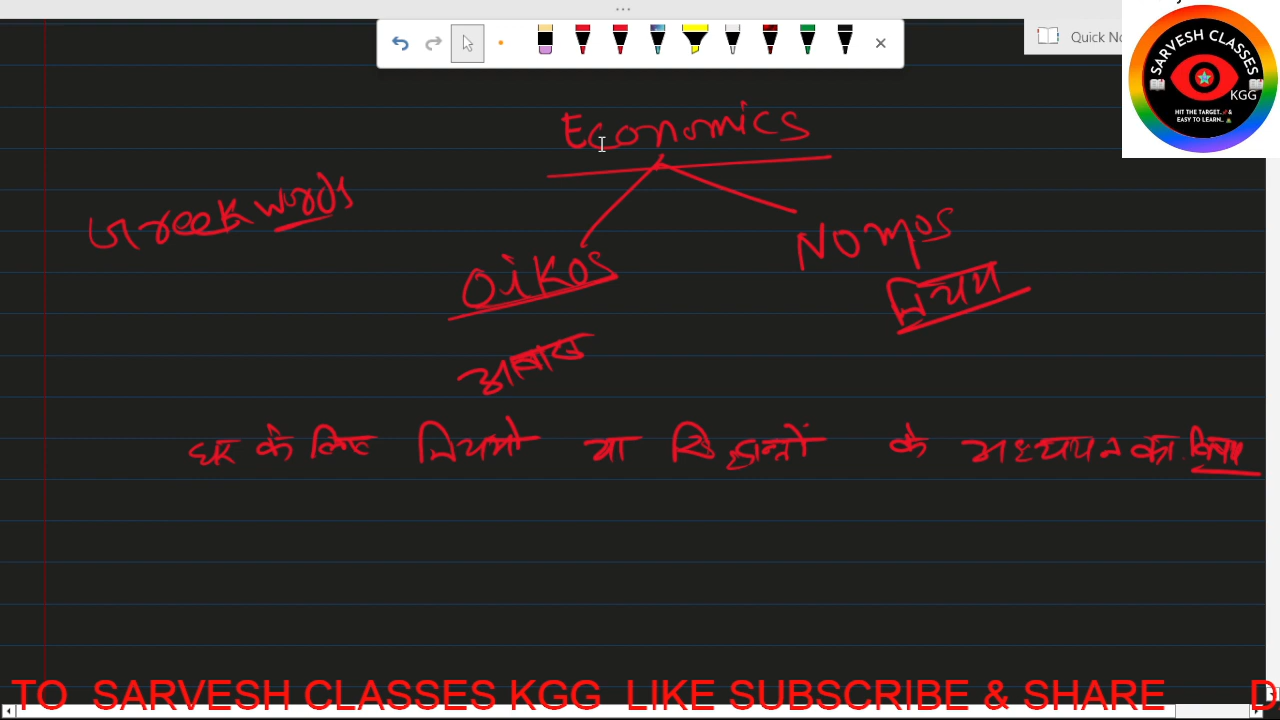 Quick No
SARVESH CLASSES
KGG
HIT THE TARGET..
& EASY TO LEARN..
Economics
Greek words
Oikos
Nomos
नियम
आवास
घर के लिए नियमो या सिद्धान्तों के अध्ययन का विषय
TO SARVESH CLASSES KGG LIKE SUBSCRIBE & SHARE D